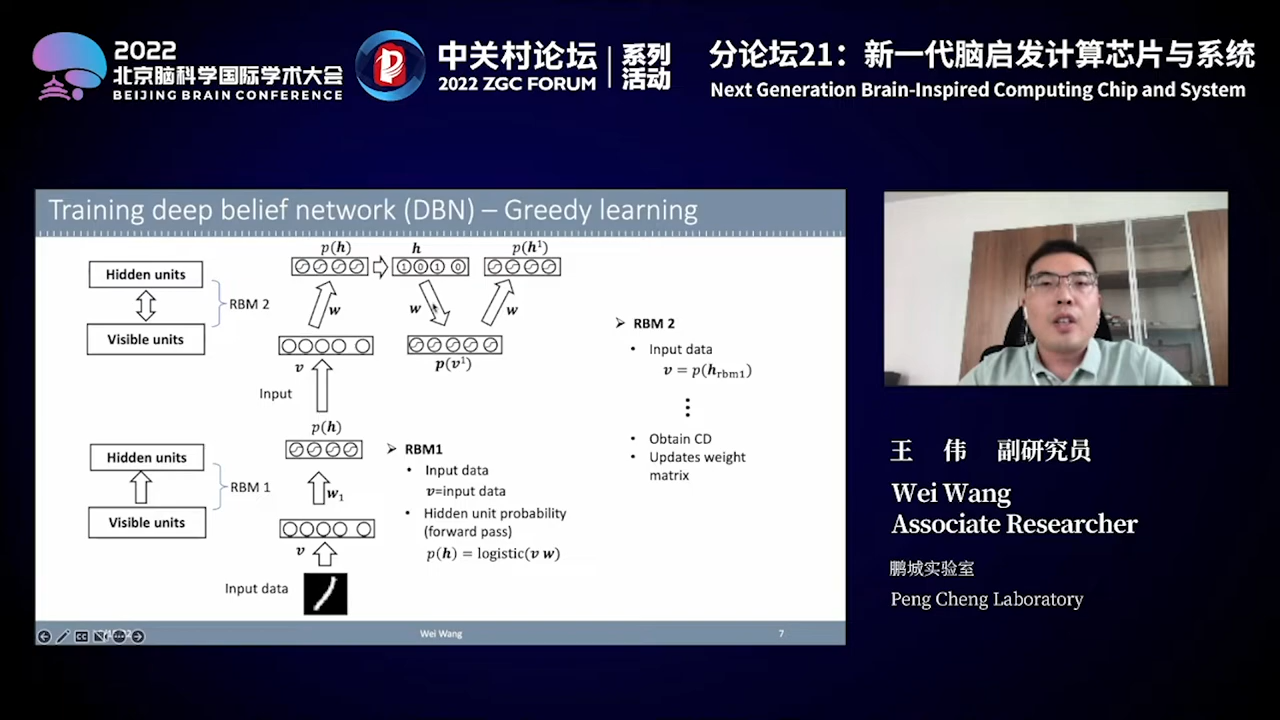 2022
北京脑科学国际学术大会
BEIJING BRAIN CONFERENCE
中关村论坛
2022 ZGC FORUM
系列
活动
分论坛21：新一代脑启发计算芯片与系统
Next Generation Brain-Inspired Computing Chip and System
Training deep belief network (DBN) – Greedy learning
p(h)
h
p(h¹)
1 0 1 0
Hidden units
RBM 2
Visible units
w
w
w
v
p(v¹)
Input
p(h)
Hidden units
RBM 1
Visible units
w₁
v
Input data
➢ RBM1
• Input data
v=input data
• Hidden unit probability
(forward pass)
p(h) = logistic(v w)
➢ RBM 2
• Input data
v = p(hrbm1)
⋮
• Obtain CD
• Updates weight
matrix
Wei Wang
7
王 伟 副研究员
Wei Wang
Associate Researcher
鹏城实验室
Peng Cheng Laboratory